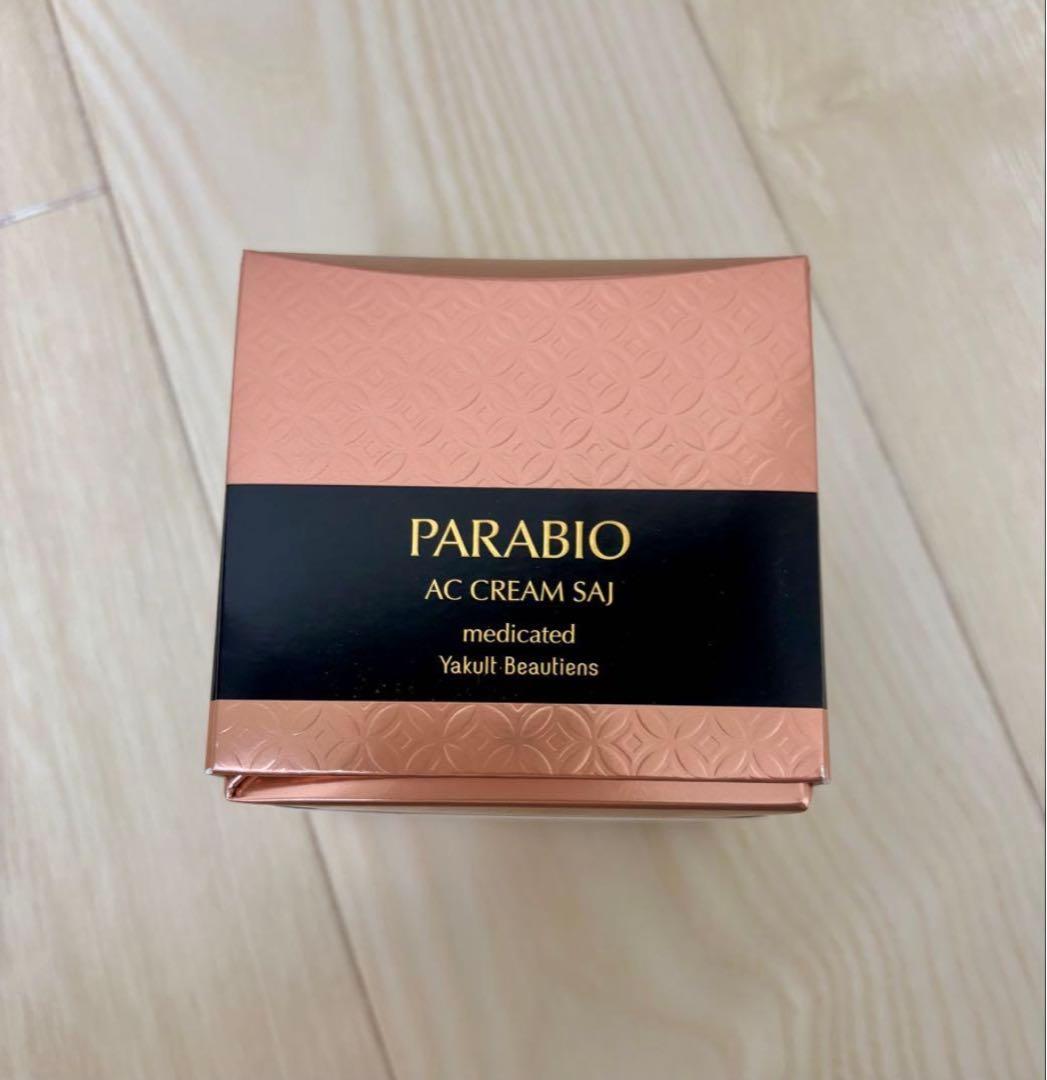 PARABIO
AC CREAM SAJ
medicated
Yakult Beautiens